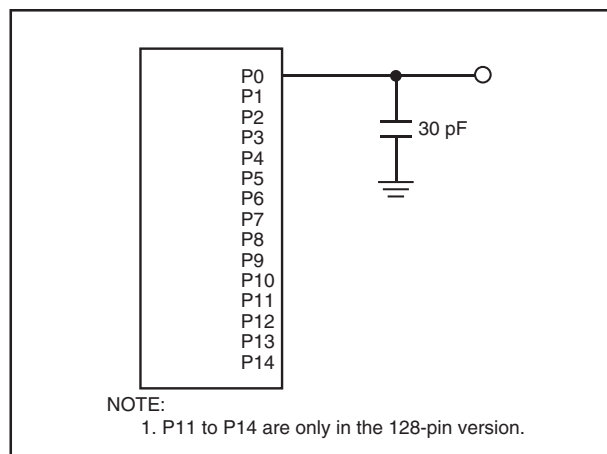 P0
P1
P2
30 pF
P3
P4
P5
P6
P7
P8
P9
P10
P11
P12
P13
P14
NOTE:
1. P11 to P14 are only in the 128-pin version.